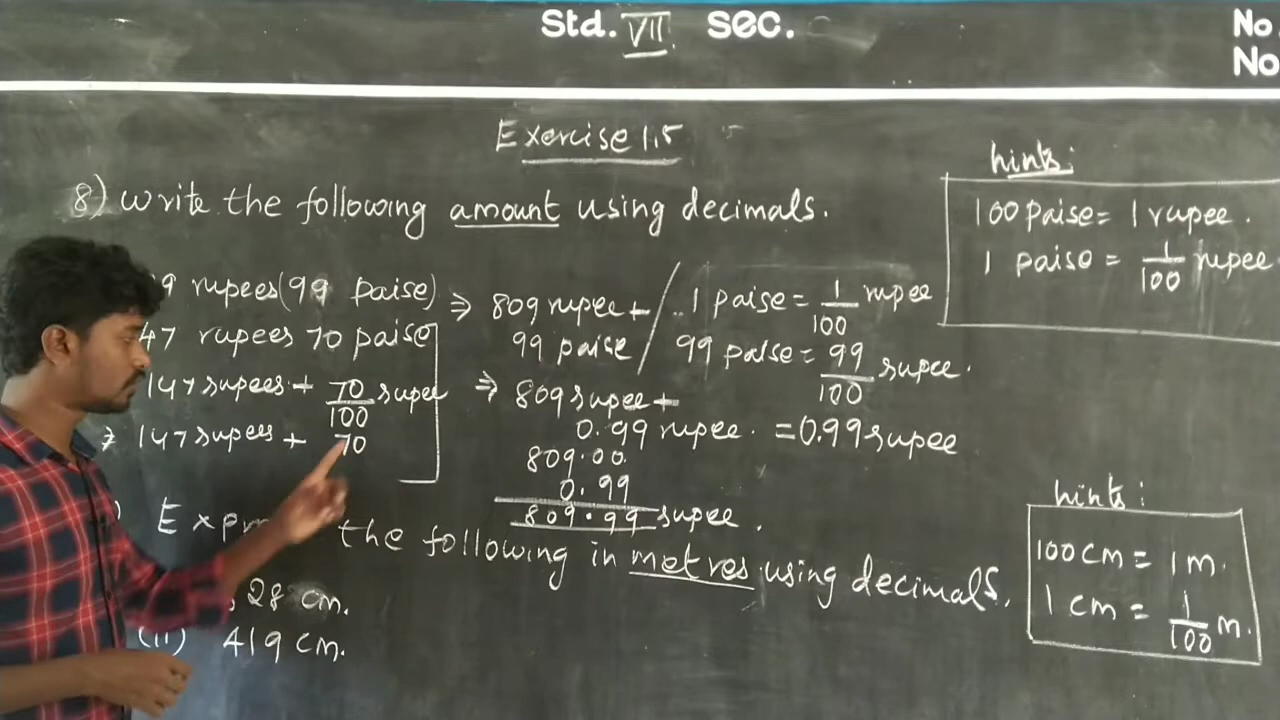 Std. VII sec.
No.
No
Exercise 1.5
8) Write the following amount using decimals.
9 rupees (99 paise) ⇒ 809 rupee + / 1 paise = 1/100 rupee
47 rupees 70 paise 99 paise / 99 paise = 99/100 rupee.
147 rupees + 70/100 rupee ⇒ 809 rupee +
147 rupees + 70 0.99 rupee. = 0.99 rupee
809.00
0.99
809.99 rupee.
the following in metres using decimals.
28 cm.
(ii) 419 cm.
hints:
100 paise = 1 rupee.
1 paise = 1/100 rupee
hints:
100 cm = 1 m.
1 cm = 1/100 m.